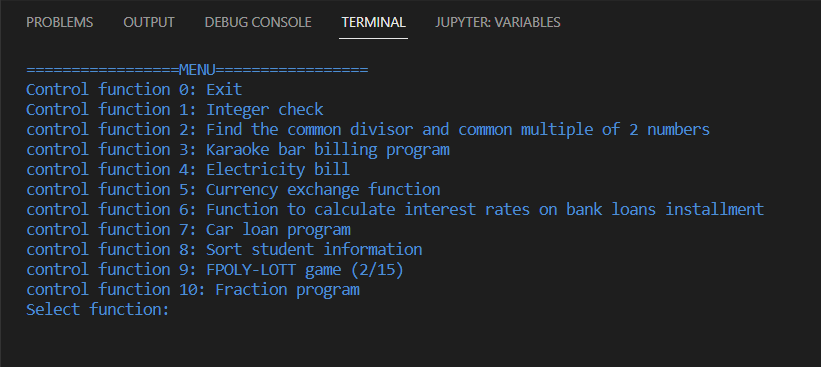 PROBLEMS OUTPUT DEBUG CONSOLE TERMINAL JUPYTER: VARIABLES
=================MENU=================
Control function 0: Exit
Control function 1: Integer check
control function 2: Find the common divisor and common multiple of 2 numbers
control function 3: Karaoke bar billing program
control function 4: Electricity bill
control function 5: Currency exchange function
control function 6: Function to calculate interest rates on bank loans installment
control function 7: Car loan program
control function 8: Sort student information
control function 9: FPOLY-LOTT game (2/15)
control function 10: Fraction program
Select function: